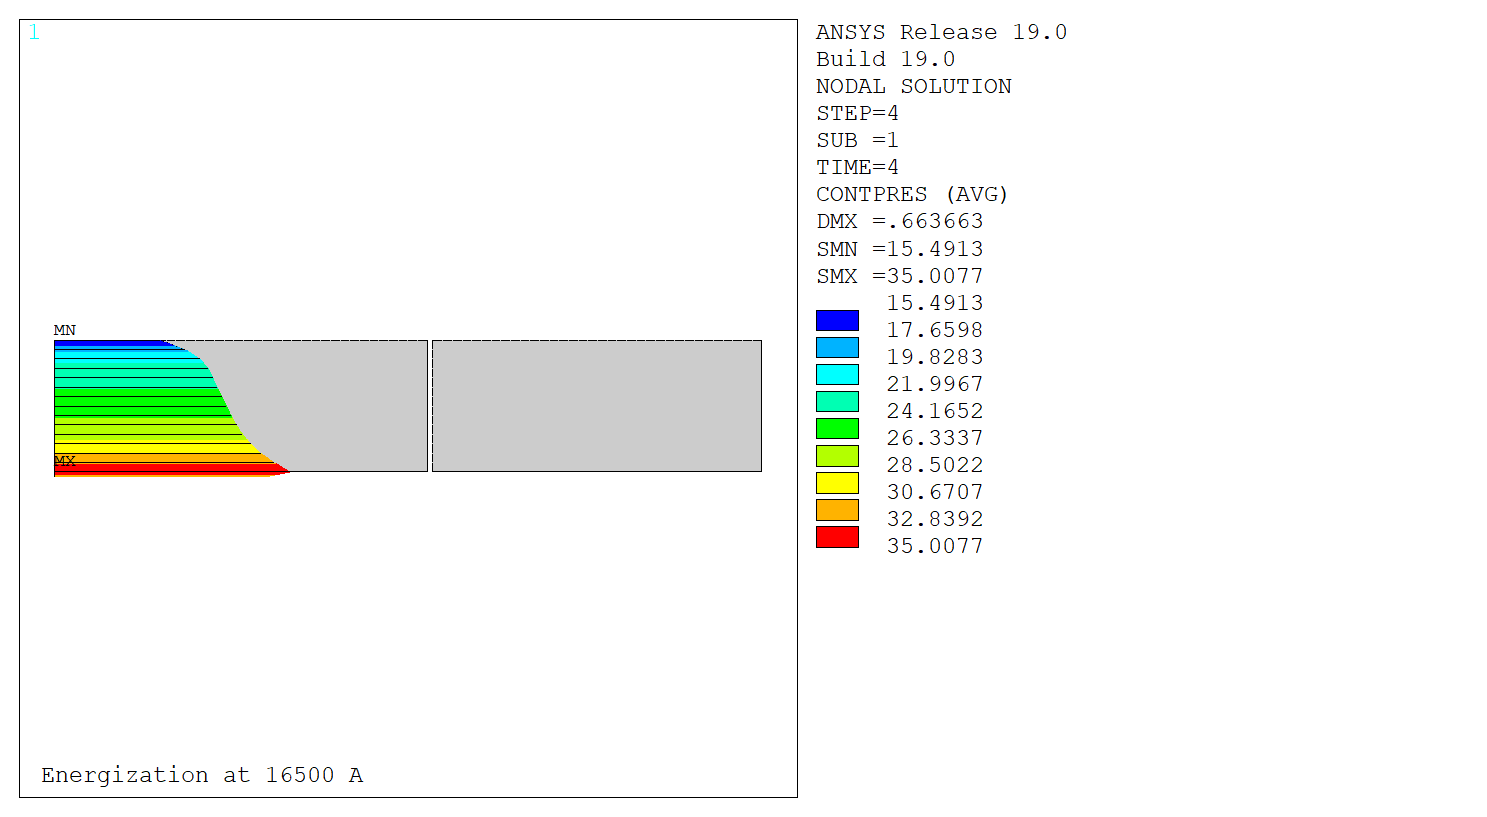 1
ANSYS Release 19.0
Build 19.0
NODAL SOLUTION
STEP=4
SUB =1
TIME=4
CONTPRES (AVG)
DMX =.663663
SMN =15.4913
SMX =35.0077
15.4913
17.6598
19.8283
21.9967
24.1652
26.3337
28.5022
30.6707
32.8392
35.0077
MN
MX
Energization at 16500 A